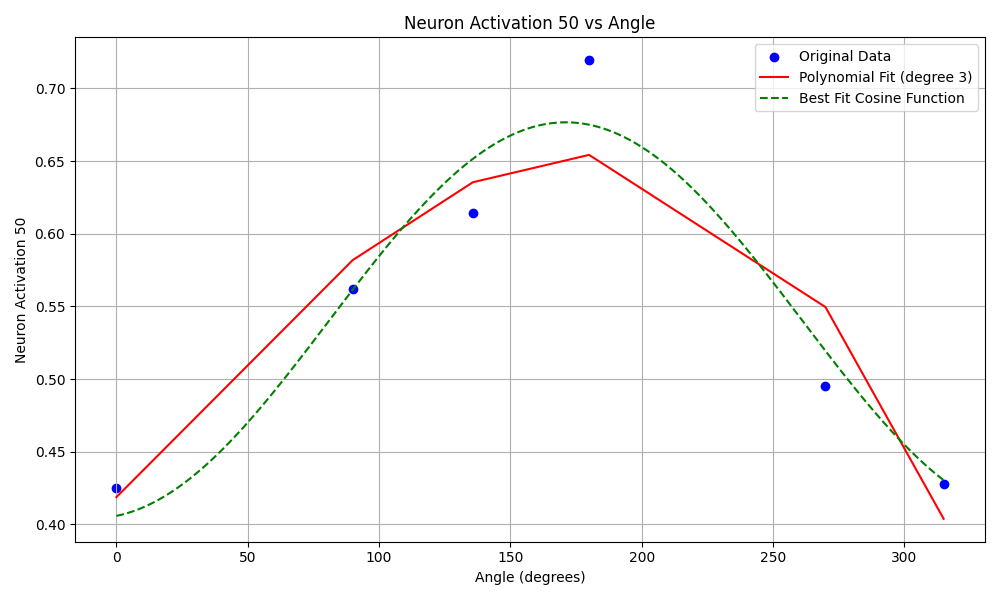 Neuron Activation 50 vs Angle
Original Data
Polynomial Fit (degree 3)
Best Fit Cosine Function
Neuron Activation 50
0.70
0.65
0.60
0.55
0.50
0.45
0.40
0 50 100 150 200 250 300
Angle (degrees)